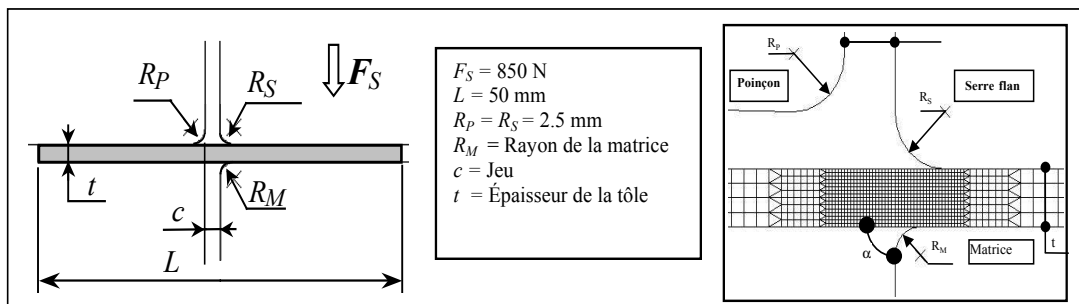 R_P
R_S
F_S
t
R_M
c
L
F_S = 850 N
L = 50 mm
R_P = R_S = 2.5 mm
R_M = Rayon de la matrice
c = Jeu
t = Épaisseur de la tôle
R_P
Poinçon
Serre flan
R_S
α
R_M
Matrice
t